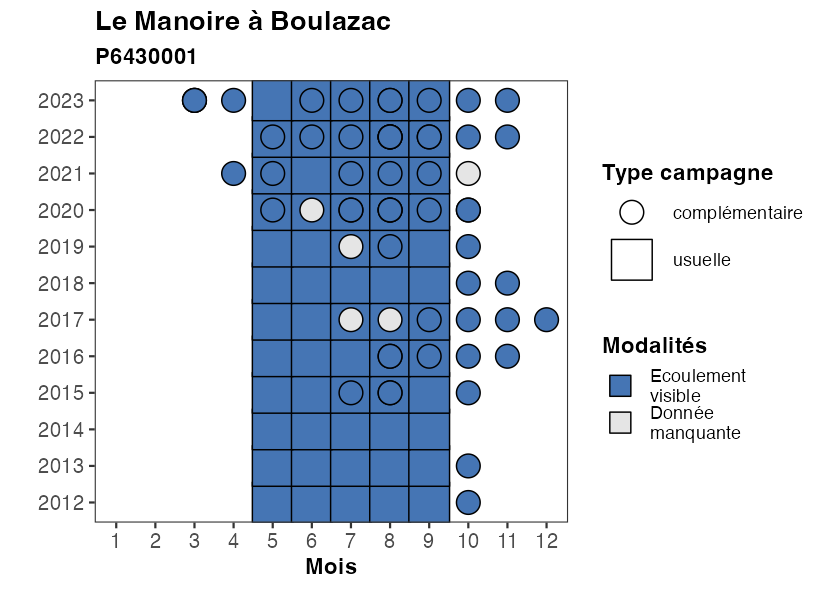 Le Manoire à Boulazac
P6430001
2023
2022
2021
2020
2019
2018
2017
2016
2015
2014
2013
2012
1 2 3 4 5 6 7 8 9 10 11 12
Mois
Type campagne
complémentaire
usuelle
Modalités
Ecoulement
visible
Donnée
manquante